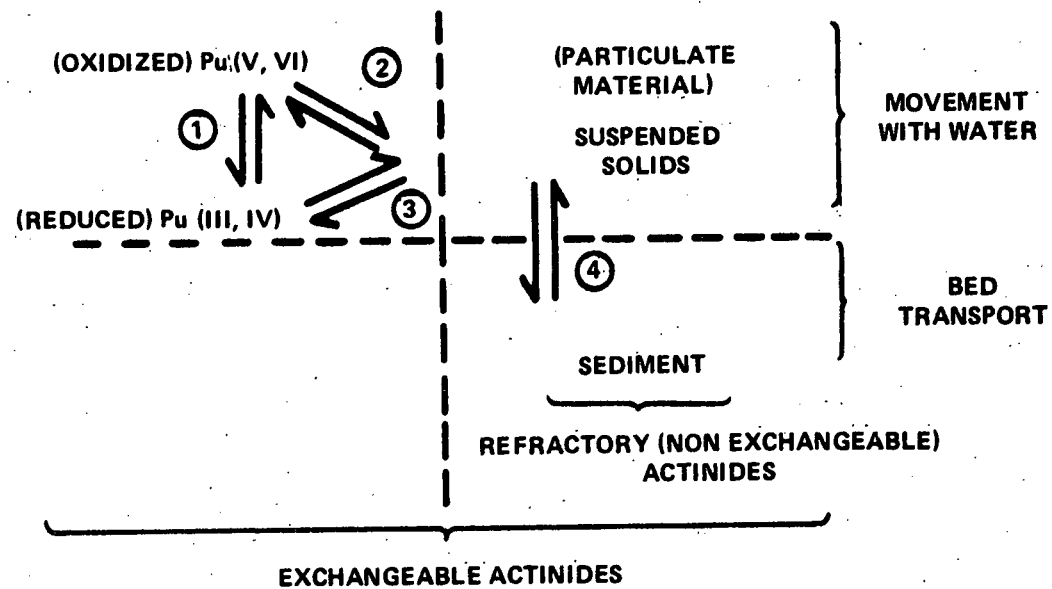 (OXIDIZED) Pu (V, VI)
②
①
(REDUCED) Pu (III, IV)
③
(PARTICULATE
MATERIAL)
SUSPENDED
SOLIDS
④
MOVEMENT
WITH WATER
BED
TRANSPORT
SEDIMENT
REFRACTORY (NON EXCHANGEABLE)
ACTINIDES
EXCHANGEABLE ACTINIDES